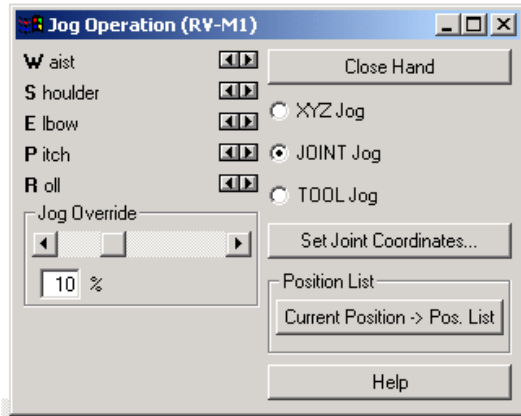 Jog Operation (RV-M1)
W aist
S houlder
E lbow
P itch
R oll
Jog Override
10 %
Close Hand
XYZ Jog
JOINT Jog
TOOL Jog
Set Joint Coordinates...
Position List
Current Position -> Pos. List
Help